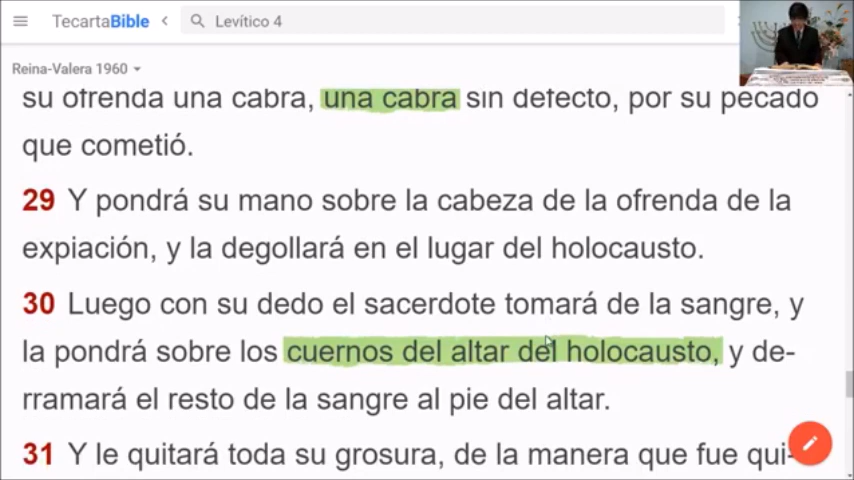 TecartaBible
Levítico 4
Reina-Valera 1960
su ofrenda una cabra, una cabra sin defecto, por su pecado
que cometió.
29 Y pondrá su mano sobre la cabeza de la ofrenda de la
expiación, y la degollará en el lugar del holocausto.
30 Luego con su dedo el sacerdote tomará de la sangre, y
la pondrá sobre los cuernos del altar del holocausto, y de-
rramará el resto de la sangre al pie del altar.
31 Y le quitará toda su grosura, de la manera que fue qui-